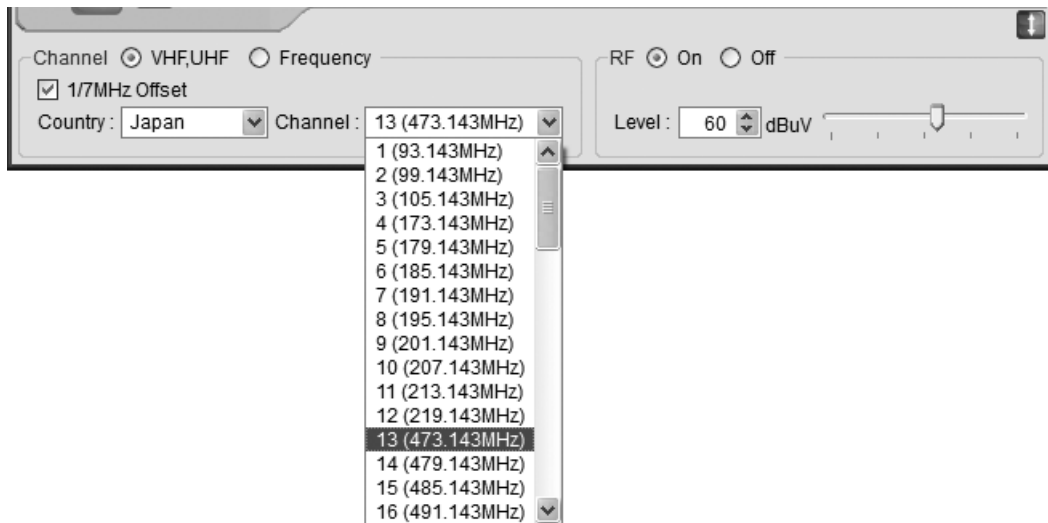 Channel VHF,UHF Frequency
1/7MHz Offset
Country : Japan Channel : 13 (473.143MHz)
1 (93.143MHz)
2 (99.143MHz)
3 (105.143MHz)
4 (173.143MHz)
5 (179.143MHz)
6 (185.143MHz)
7 (191.143MHz)
8 (195.143MHz)
9 (201.143MHz)
10 (207.143MHz)
11 (213.143MHz)
12 (219.143MHz)
13 (473.143MHz)
14 (479.143MHz)
15 (485.143MHz)
16 (491.143MHz)
RF On Off
Level : 60 dBuV